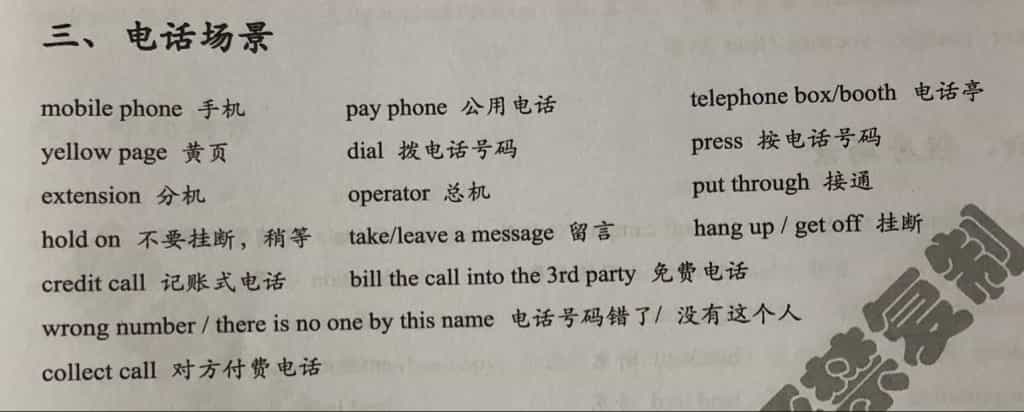 三、电话场景
mobile phone 手机 pay phone 公用电话 telephone box/booth 电话亭
yellow page 黄页 dial 拨电话号码 press 按电话号码
extension 分机 operator 总机 put through 接通
hold on 不要挂断，稍等 take/leave a message 留言 hang up / get off 挂断
credit call 记账式电话 bill the call into the 3rd party 免费电话
wrong number / there is no one by this name 电话号码错了/ 没有这个人
collect call 对方付费电话
禁复制